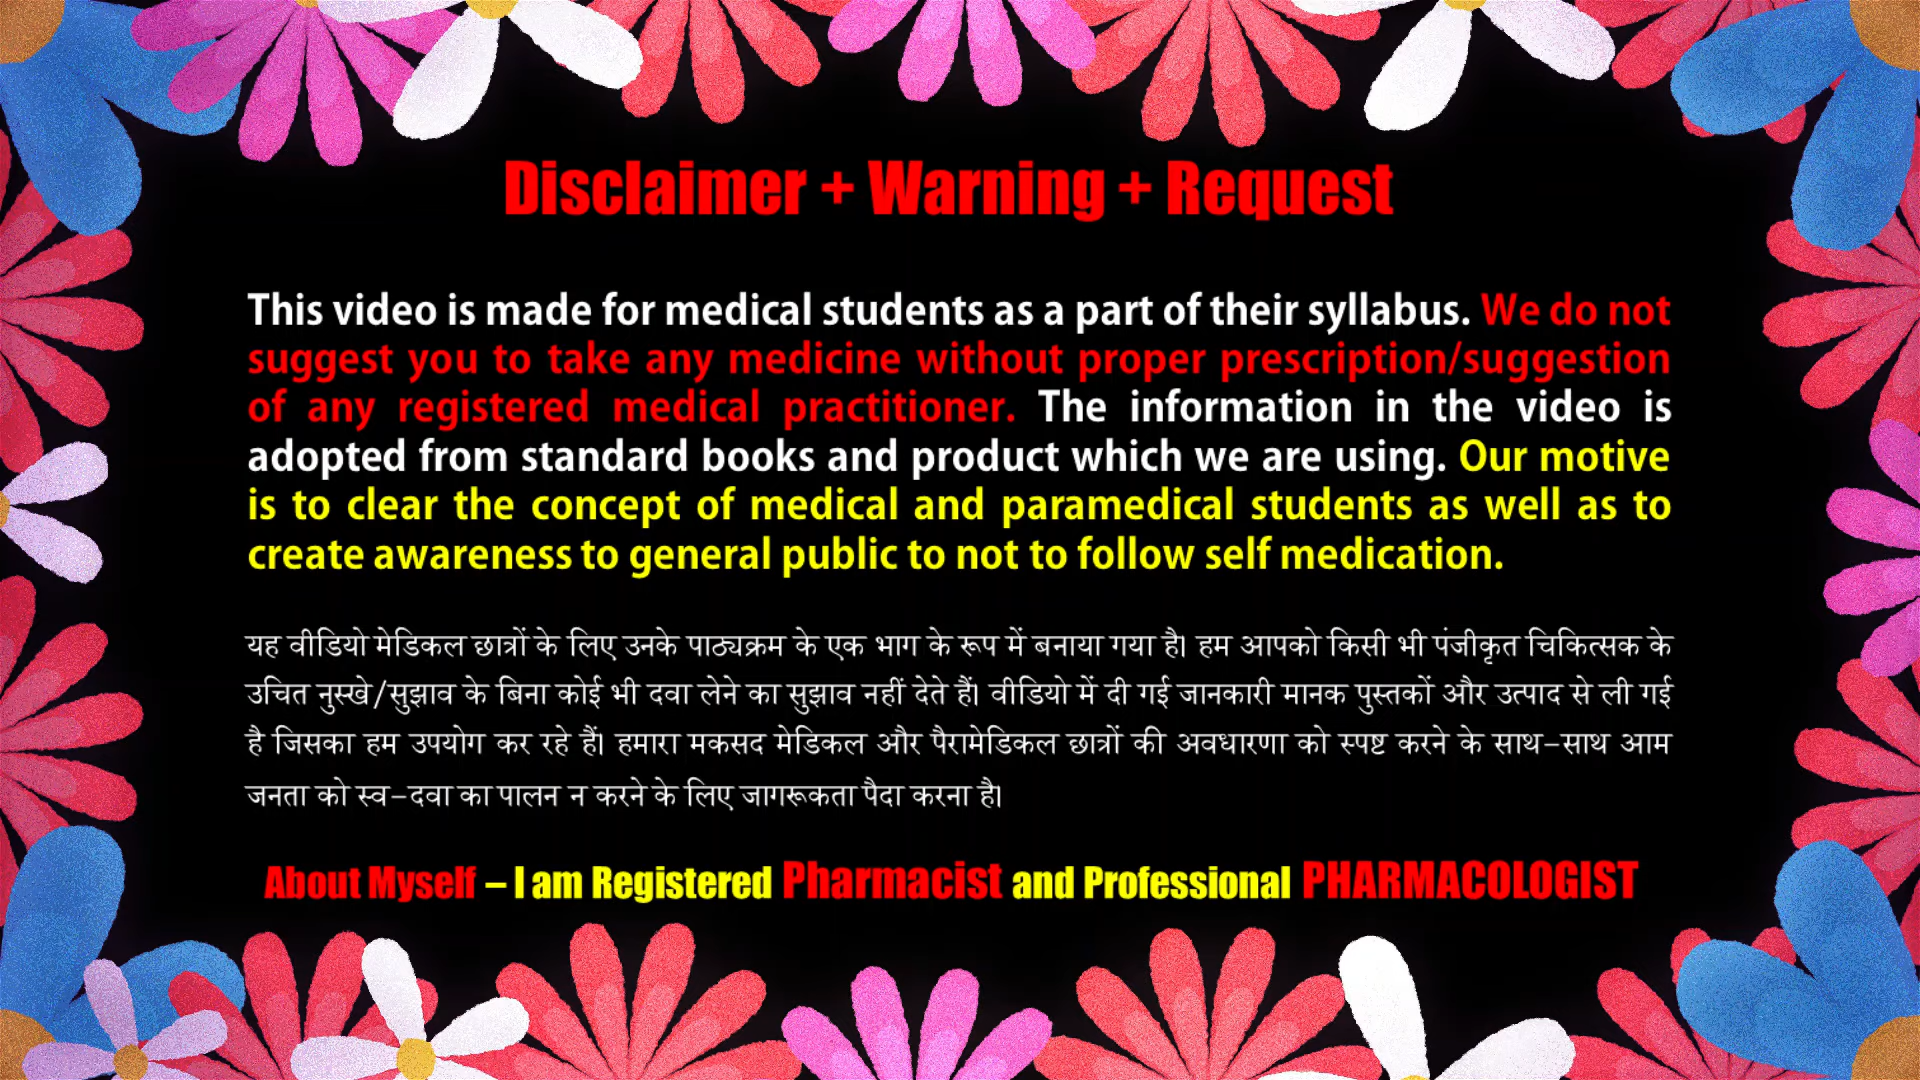 Disclaimer + Warning + Request
This video is made for medical students as a part of their syllabus. We do not
suggest you to take any medicine without proper prescription/suggestion
of any registered medical practitioner. The information in the video is
adopted from standard books and product which we are using. Our motive
is to clear the concept of medical and paramedical students as well as to
create awareness to general public to not to follow self medication.
यह वीडियो मेडिकल छात्रों के लिए उनके पाठ्यक्रम के एक भाग के रूप में बनाया गया है। हम आपको किसी भी पंजीकृत चिकित्सक के
उचित नुस्खे/सुझाव के बिना कोई भी दवा लेने का सुझाव नहीं देते हैं। वीडियो में दी गई जानकारी मानक पुस्तकों और उत्पाद से ली गई
है जिसका हम उपयोग कर रहे हैं। हमारा मकसद मेडिकल और पैरामेडिकल छात्रों की अवधारणा को स्पष्ट करने के साथ-साथ आम
जनता को स्व-दवा का पालन न करने के लिए जागरूकता पैदा करना है।
About Myself – I am Registered Pharmacist and Professional PHARMACOLOGIST